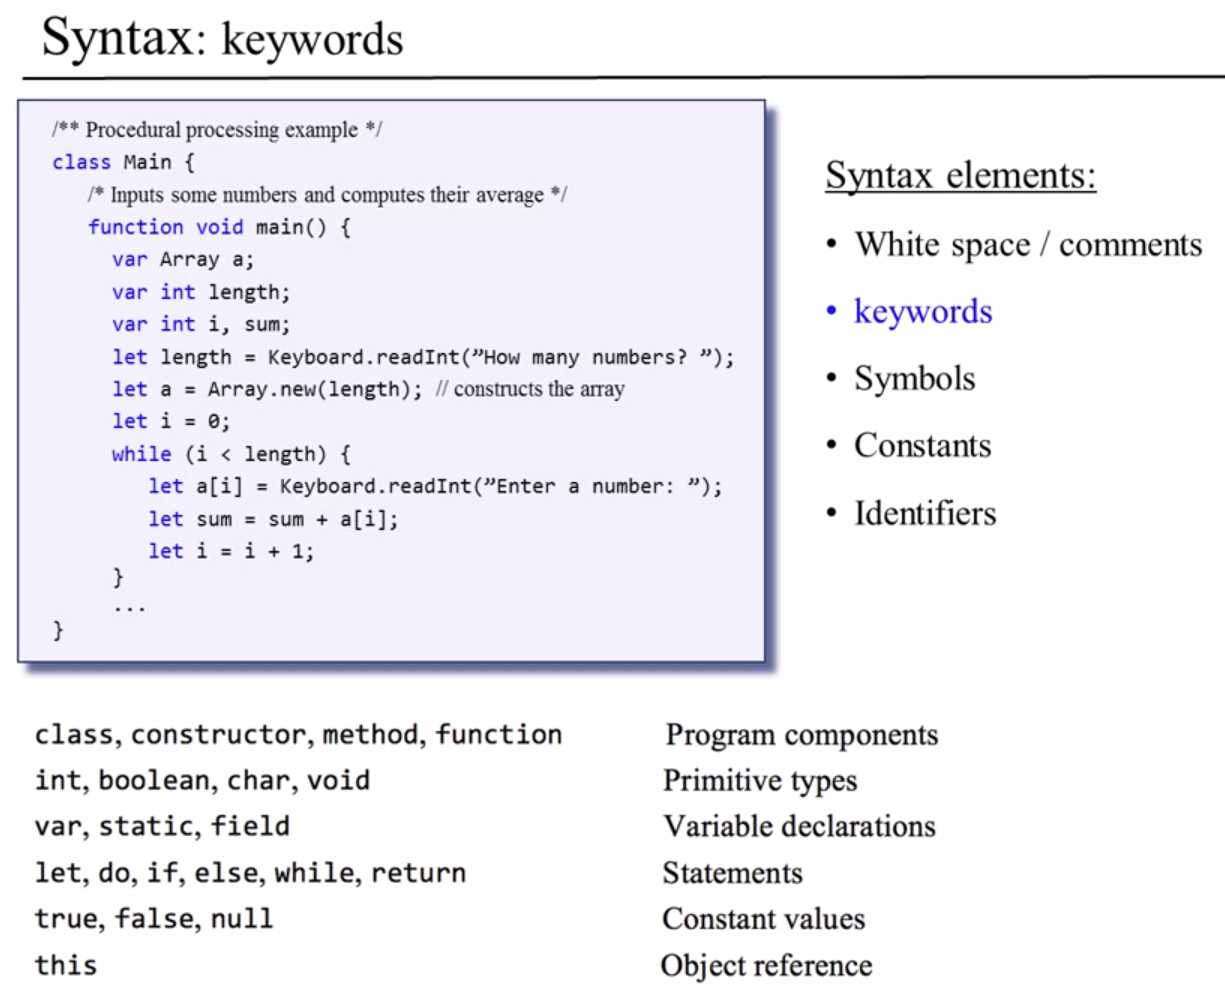 Syntax: keywords
/** Procedural processing example */
class Main {
/* Inputs some numbers and computes their average */
function void main() {
var Array a;
var int length;
var int i, sum;
let length = Keyboard.readInt(”How many numbers? ”);
let a = Array.new(length); // constructs the array
let i = 0;
while (i < length) {
let a[i] = Keyboard.readInt(”Enter a number: ”);
let sum = sum + a[i];
let i = i + 1;
}
...
}
Syntax elements:
• White space / comments
• keywords
• Symbols
• Constants
• Identifiers
class, constructor, method, function Program components
int, boolean, char, void Primitive types
var, static, field Variable declarations
let, do, if, else, while, return Statements
true, false, null Constant values
this Object reference